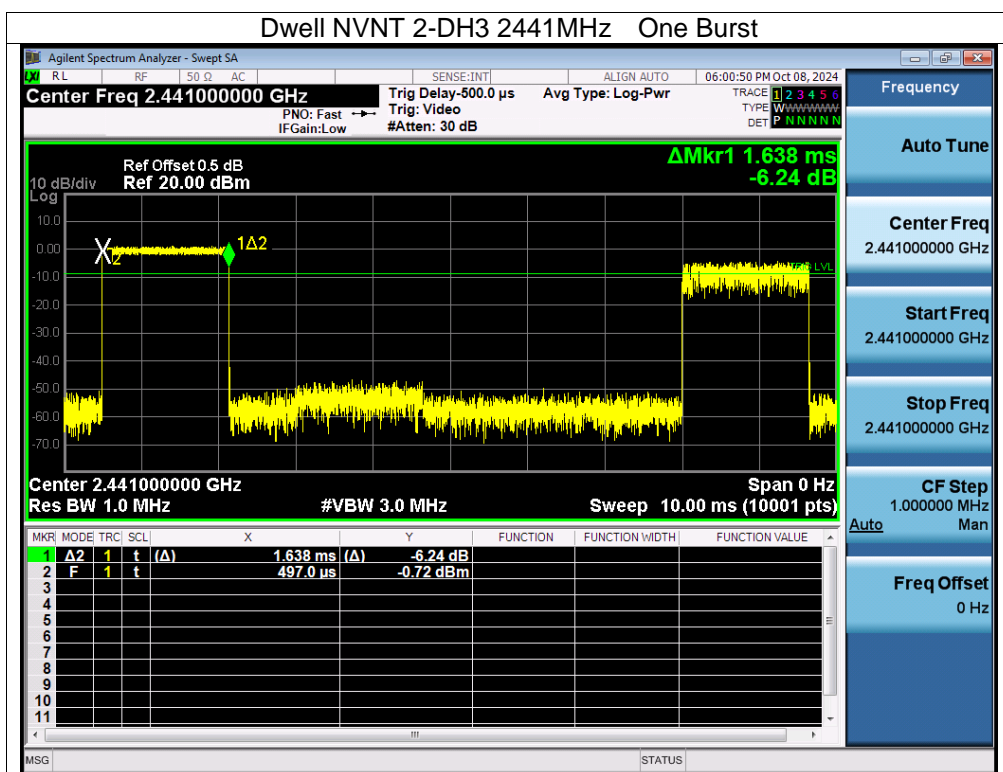 Dwell NVNT 2-DH3 2441MHz One Burst
Agilent Spectrum Analyzer - Swept SA
LXI RL RF 50 Ω AC SENSE:INT ALIGN AUTO 06:00:50 PM Oct 08, 2024
Center Freq 2.441000000 GHz Trig Delay-500.0 µs Avg Type: Log-Pwr TRACE 1 2 3 4 5 6
PNO: Fast Trig: Video TYPE WWWWWW
IFGain:Low #Atten: 30 dB DET P N N N N N
Frequency
ΔMkr1 1.638 ms
-6.24 dB
Ref Offset 0.5 dB
10 dB/div Ref 20.00 dBm
Log
10.0
0.00
-10.0
-20.0
-30.0
-40.0
-50.0
-60.0
-70.0
2
1Δ2
LVL
Center 2.441000000 GHz Span 0 Hz
Res BW 1.0 MHz #VBW 3.0 MHz Sweep 10.00 ms (10001 pts)
MKR MODE TRC SCL X Y FUNCTION FUNCTION WIDTH FUNCTION VALUE
1 Δ2 1 t (Δ) 1.638 ms (Δ) -6.24 dB
2 F 1 t 497.0 µs -0.72 dBm
3
4
5
6
7
8
9
10
11
MSG STATUS
Auto Tune
Center Freq
2.441000000 GHz
Start Freq
2.441000000 GHz
Stop Freq
2.441000000 GHz
CF Step
1.000000 MHz
Auto Man
Freq Offset
0 Hz